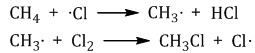 CH₄ + ·Cl ⟶ CH₃· + HCl
CH₃· + Cl₂ ⟶ CH₃Cl + Cl·